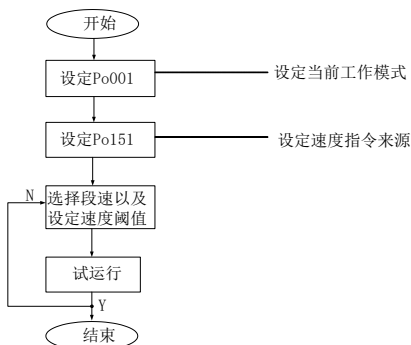 开始
设定Po001
设定当前工作模式
设定Po151
设定速度指令来源
N
选择段速以及
设定速度阈值
试运行
Y
结束